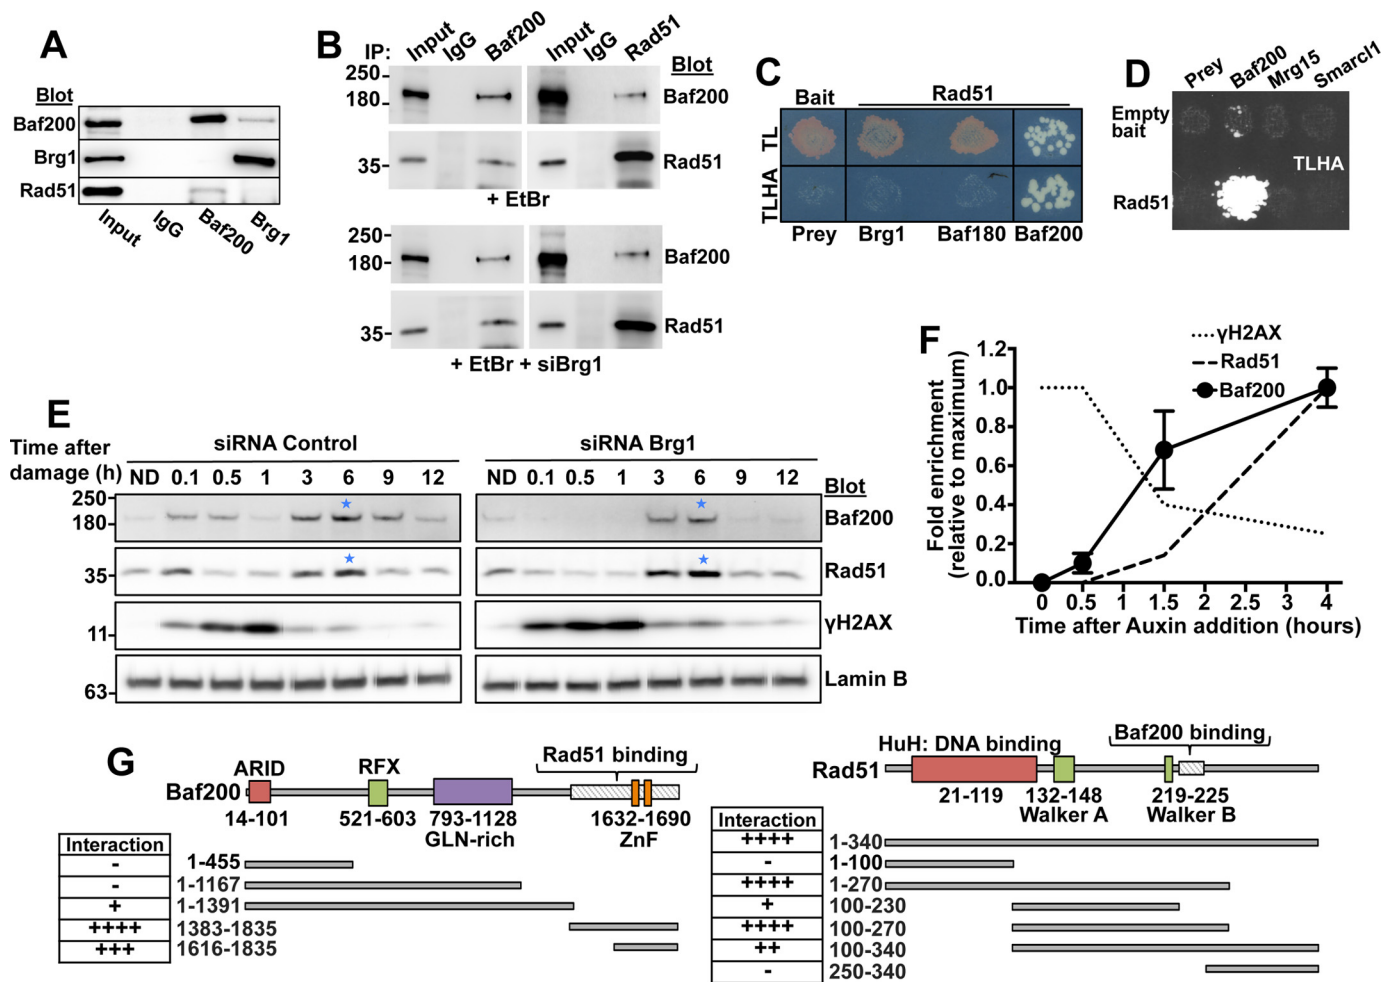 A
Blot
Baf200
Brg1
Rad51
Input
IgG
Baf200
Brg1
B
IP:
Input
IgG
Baf200
Input
IgG
Rad51
Blot
250
180
Baf200
35
Rad51
+ EtBr
250
180
Baf200
35
Rad51
+ EtBr + siBrg1
C
Bait
Rad51
TL
TLHA
Prey
Brg1
Baf180
Baf200
D
Prey
Baf200
Mrg15
Smarcl1
Empty
bait
TLHA
Rad51
E
Time after
damage (h)
siRNA Control
ND 0.1 0.5 1 3 6 9 12
siRNA Brg1
ND 0.1 0.5 1 3 6 9 12
Blot
250
180
Baf200
35
Rad51
11
γH2AX
63
Lamin B
F
γH2AX
Rad51
Baf200
Fold enrichment
(relative to maximum)
1.2
1.0
0.8
0.6
0.4
0.2
0.0
0 0.5 1 1.5 2 2.5 3 4
Time after Auxin addition (hours)
G
Rad51 binding
ARID
RFX
Baf200
14-101
521-603
793-1128
1632-1690
GLN-rich
ZnF
Interaction
- 1-455
- 1-1167
+ 1-1391
++++ 1383-1835
+++ 1616-1835
Baf200 binding
HuH: DNA binding
Rad51
21-119
132-148
219-225
Walker A
Walker B
Interaction
++++ 1-340
- 1-100
++++ 1-270
+ 100-230
++++ 100-270
++ 100-340
- 250-340